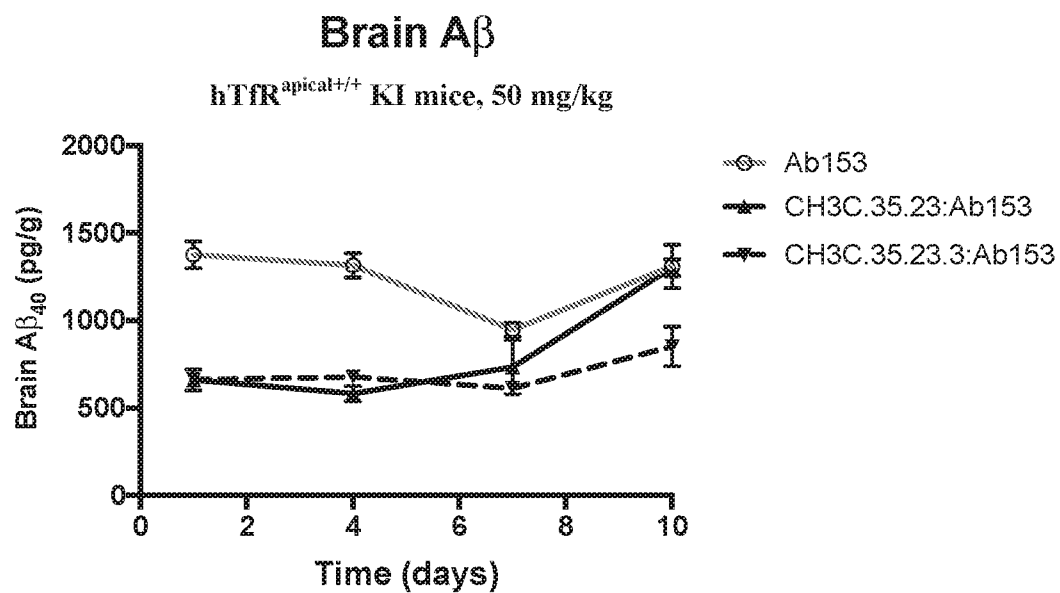 Brain Aβ
hTfR^apical+/+ KI mice, 50 mg/kg
Brain Aβ40 (pg/g)
2000
1500
1000
500
0
0 2 4 6 8 10
Time (days)
Ab153
CH3C.35.23:Ab153
CH3C.35.23.3:Ab153